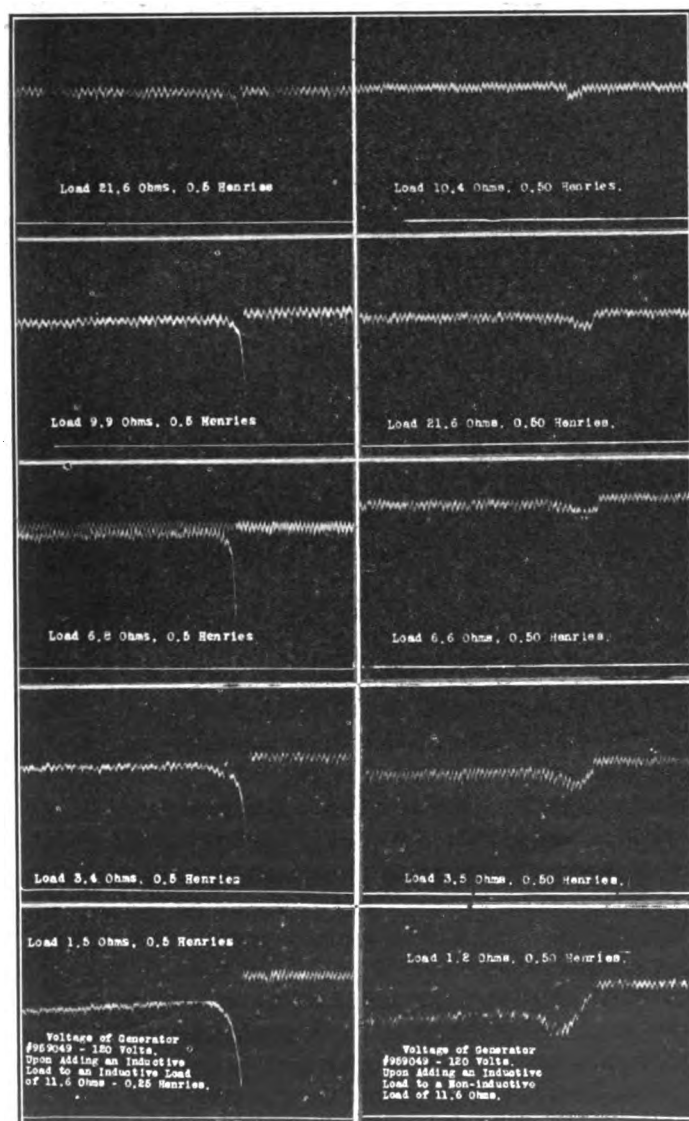 Load 21.6 Ohms, 0.5 Henries
Load 10.4 Ohms, 0.50 Henries.
Load 9.9 Ohms, 0.5 Henries
Load 21.6 Ohms, 0.50 Henries.
Load 6.8 Ohms, 0.5 Henries
Load 6.6 Ohms, 0.50 Henries.
Load 3.4 Ohms, 0.5 Henries
Load 3.5 Ohms, 0.50 Henries.
Load 1.5 Ohms, 0.5 Henries
Voltage of Generator
#959049 - 120 Volts.
Upon Adding an Inductive
Load to an Inductive Load
of 11.6 Ohms - 0.25 Henries.
Load 1.2 Ohms, 0.50 Henries.
Voltage of Generator
#959049 - 120 Volts.
Upon Adding an Inductive
Load to a Non-inductive
Load of 11.6 Ohms.